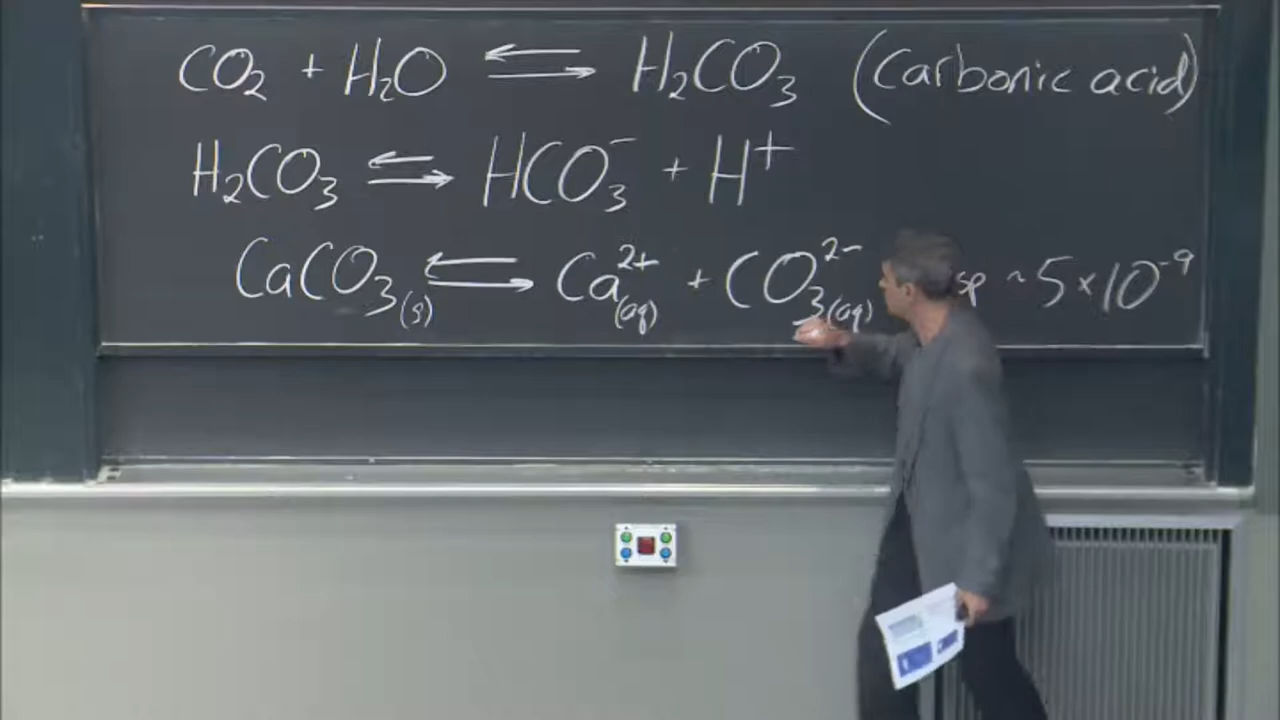 CO₂ + H₂O ⇌ H₂CO₃ (Carbonic acid)
H₂CO₃ ⇌ HCO₃⁻ + H⁺
CaCO₃(s) ⇌ Ca²⁺(aq) + CO₃²⁻(aq) sp ~5×10⁻⁹